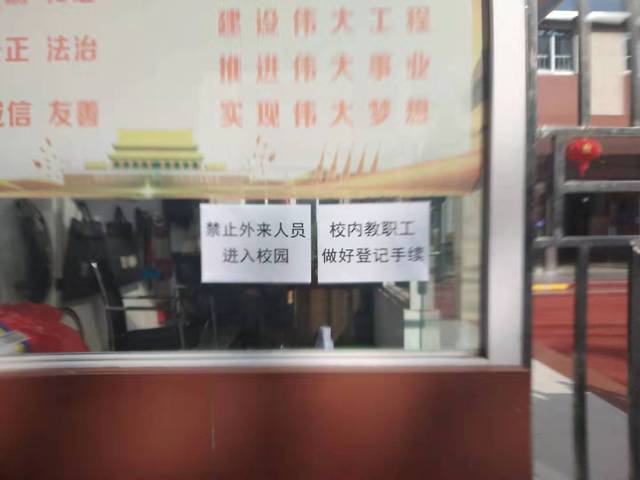 建设伟大工程
正 法治
推进伟大事业
信 友善
实现伟大梦想
禁止外来人员
进入校园
校内教职工
做好登记手续